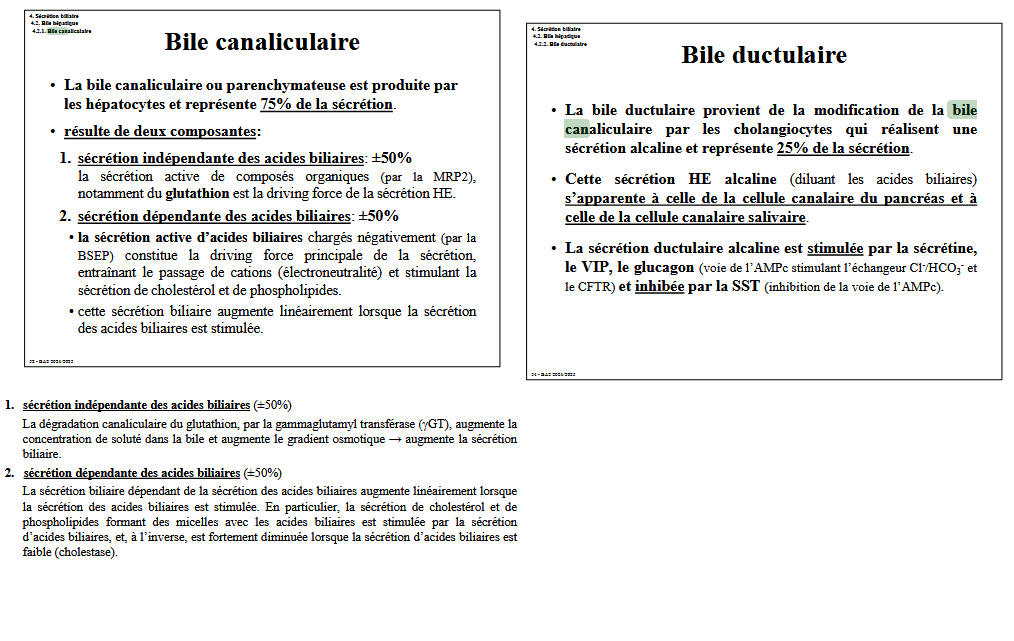 4. Sécrétion biliaire
4.2. Bile hépatique
4.2.1. Bile canaliculaire
Bile canaliculaire
• La bile canaliculaire ou parenchymateuse est produite par
les hépatocytes et représente 75% de la sécrétion.
• résulte de deux composantes:
1. sécrétion indépendante des acides biliaires: ±50%
la sécrétion active de composés organiques (par la MRP2),
notamment du glutathion est la driving force de la sécrétion HE.
2. sécrétion dépendante des acides biliaires: ±50%
• la sécrétion active d'acides biliaires chargés négativement (par la
BSEP) constitue la driving force principale de la sécrétion,
entraînant le passage de cations (électroneutralité) et stimulant la
sécrétion de cholestérol et de phospholipides.
• cette sécrétion biliaire augmente linéairement lorsque la sécrétion
des acides biliaires est stimulée.
1. sécrétion indépendante des acides biliaires (±50%)
La dégradation canaliculaire du glutathion, par la gammaglutamyl transférase (γGT), augmente la
concentration de soluté dans la bile et augmente le gradient osmotique → augmente la sécrétion
biliaire.
2. sécrétion dépendante des acides biliaires (±50%)
La sécrétion biliaire dépendant de la sécrétion des acides biliaires augmente linéairement lorsque
la sécrétion des acides biliaires est stimulée. En particulier, la sécrétion de cholestérol et de
phospholipides formant des micelles avec les acides biliaires est stimulée par la sécrétion
d'acides biliaires, et, à l'inverse, est fortement diminuée lorsque la sécrétion d'acides biliaires est
faible (cholestase).
4. Sécrétion biliaire
4.2. Bile hépatique
4.2.2. Bile ductulaire
Bile ductulaire
• La bile ductulaire provient de la modification de la bile
canaliculaire par les cholangiocytes qui réalisent une
sécrétion alcaline et représente 25% de la sécrétion.
• Cette sécrétion HE alcaline (diluant les acides biliaires)
s'apparente à celle de la cellule canalaire du pancréas et à
celle de la cellule canalaire salivaire.
• La sécrétion ductulaire alcaline est stimulée par la sécrétine,
le VIP, le glucagon (voie de l'AMPc stimulant l'échangeur Cl⁻/HCO₃⁻ et
le CFTR) et inhibée par la SST (inhibition de la voie de l'AMPc).